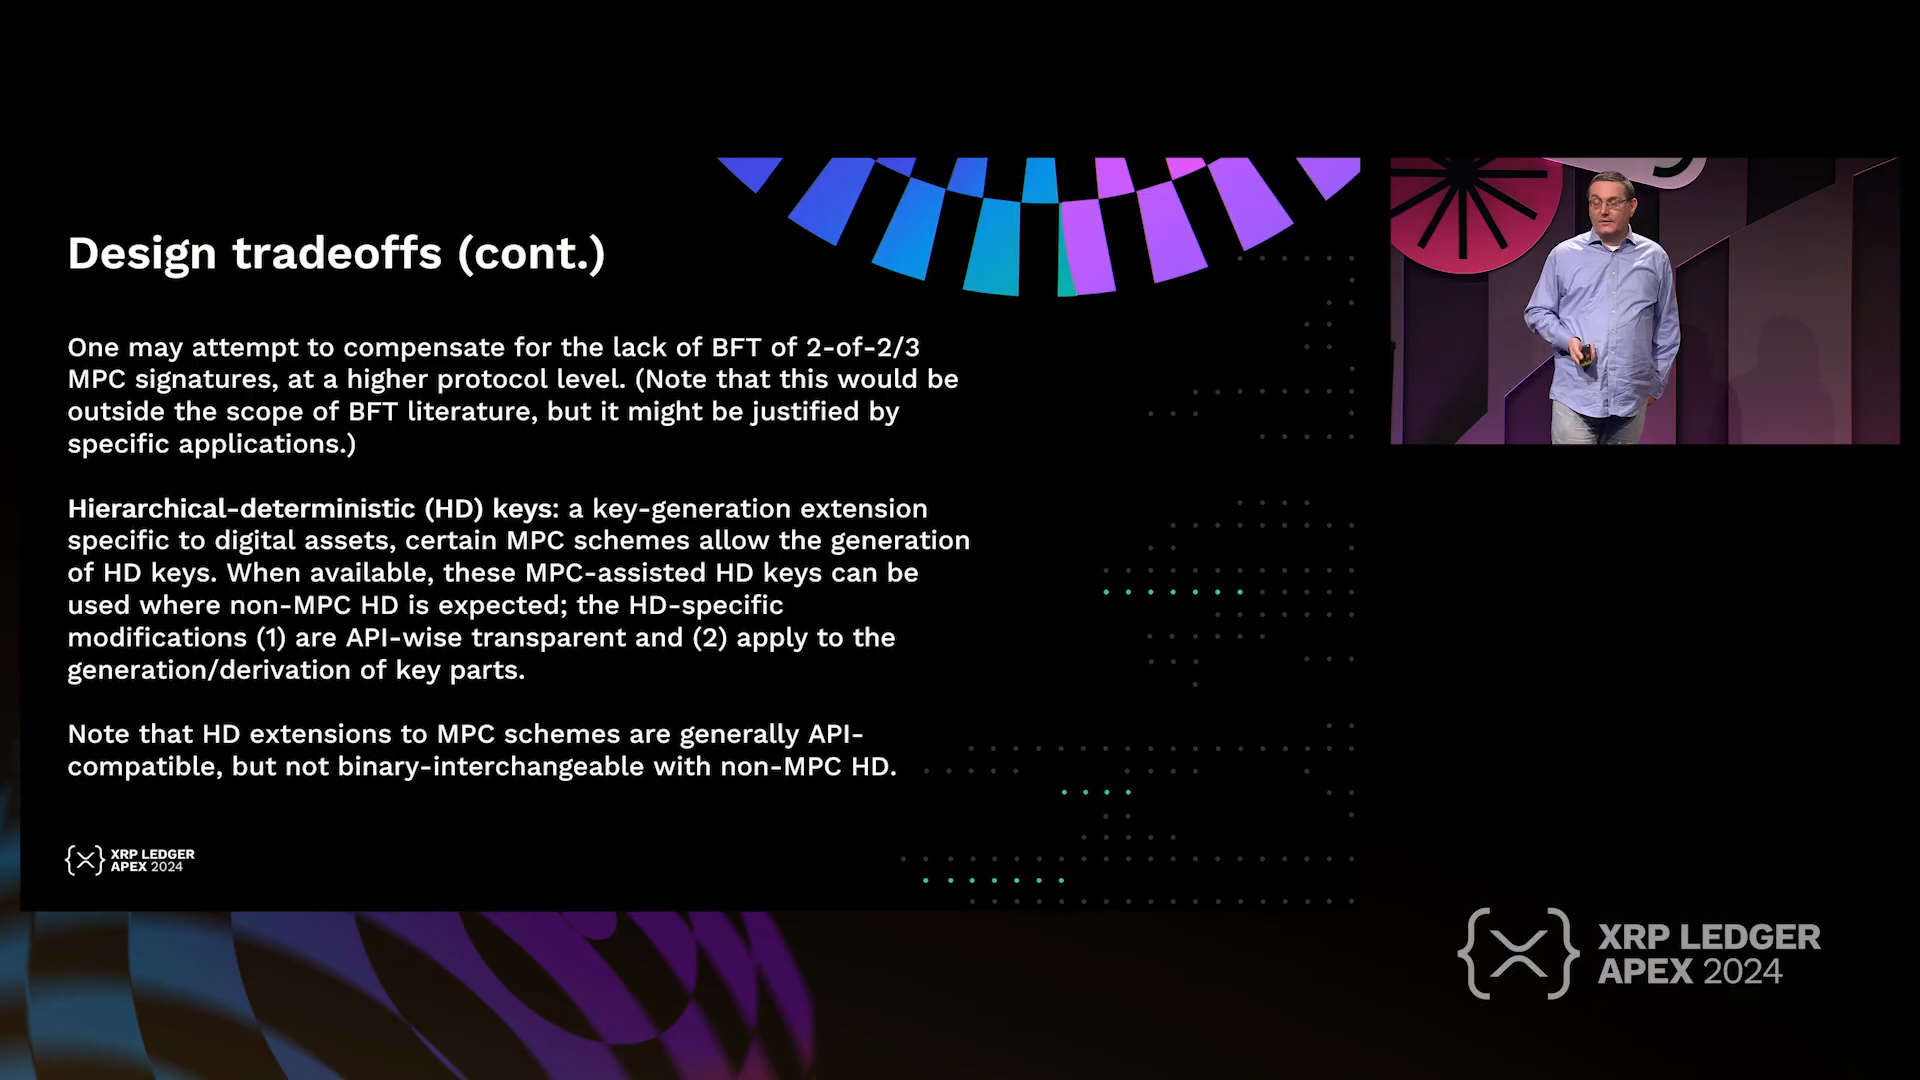 Design tradeoffs (cont.)
One may attempt to compensate for the lack of BFT of 2-of-2/3
MPC signatures, at a higher protocol level. (Note that this would be
outside the scope of BFT literature, but it might be justified by
specific applications.)
Hierarchical-deterministic (HD) keys: a key-generation extension
specific to digital assets, certain MPC schemes allow the generation
of HD keys. When available, these MPC-assisted HD keys can be
used where non-MPC HD is expected; the HD-specific
modifications (1) are API-wise transparent and (2) apply to the
generation/derivation of key parts.
Note that HD extensions to MPC schemes are generally API-
compatible, but not binary-interchangeable with non-MPC HD.
XRP LEDGER
APEX 2024
XRP LEDGER
APEX 2024